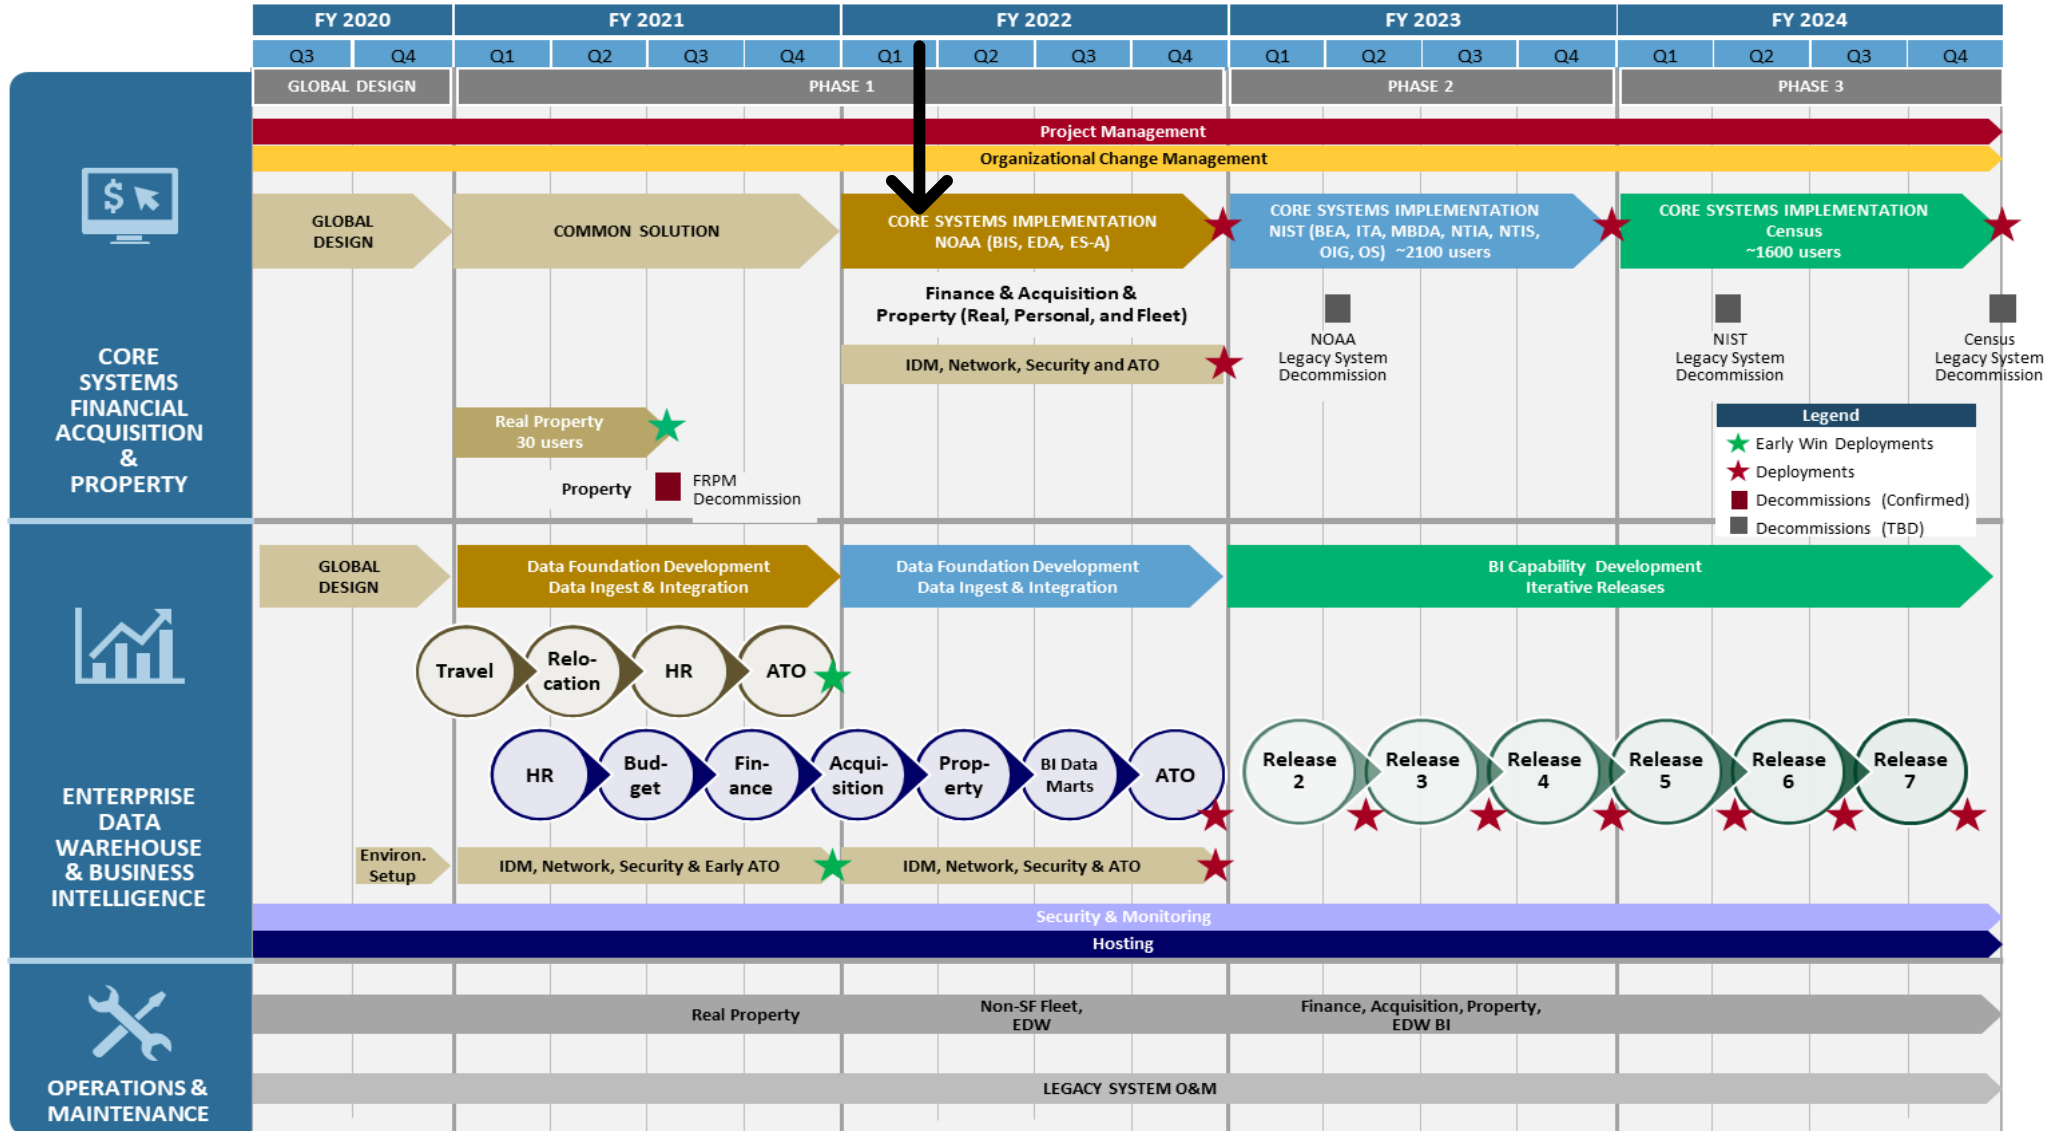 FY 2020
FY 2021
FY 2022
FY 2023
FY 2024
Q3
Q4
Q1
Q2
Q3
Q4
Q1
Q2
Q3
Q4
Q1
Q2
Q3
Q4
Q1
Q2
Q3
Q4
GLOBAL DESIGN
PHASE 1
PHASE 2
PHASE 3
Project Management
Organizational Change Management
CORE
SYSTEMS
FINANCIAL
ACQUISITION
&
PROPERTY
GLOBAL
DESIGN
COMMON SOLUTION
CORE SYSTEMS IMPLEMENTATION
NOAA (BIS, EDA, ES-A)
CORE SYSTEMS IMPLEMENTATION
NIST (BEA, ITA, MBDA, NTIA, NTIS,
OIG, OS) ~2100 users
CORE SYSTEMS IMPLEMENTATION
Census
~1600 users
Finance & Acquisition &
Property (Real, Personal, and Fleet)
NOAA
Legacy System
Decommission
NIST
Legacy System
Decommission
Census
Legacy System
Decommission
IDM, Network, Security and ATO
Real Property
30 users
Property
FRPM
Decommission
Legend
Early Win Deployments
Deployments
Decommissions (Confirmed)
Decommissions (TBD)
ENTERPRISE
DATA
WAREHOUSE
& BUSINESS
INTELLIGENCE
GLOBAL
DESIGN
Data Foundation Development
Data Ingest & Integration
Data Foundation Development
Data Ingest & Integration
BI Capability Development
Iterative Releases
Travel
Relo-
cation
HR
ATO
HR
Bud-
get
Fin-
ance
Acqui-
sition
Prop-
erty
BI Data
Marts
ATO
Release
2
Release
3
Release
4
Release
5
Release
6
Release
7
Environ.
Setup
IDM, Network, Security & Early ATO
IDM, Network, Security & ATO
Security & Monitoring
Hosting
OPERATIONS &
MAINTENANCE
Real Property
Non-SF Fleet,
EDW
Finance, Acquisition, Property,
EDW BI
LEGACY SYSTEM O&M